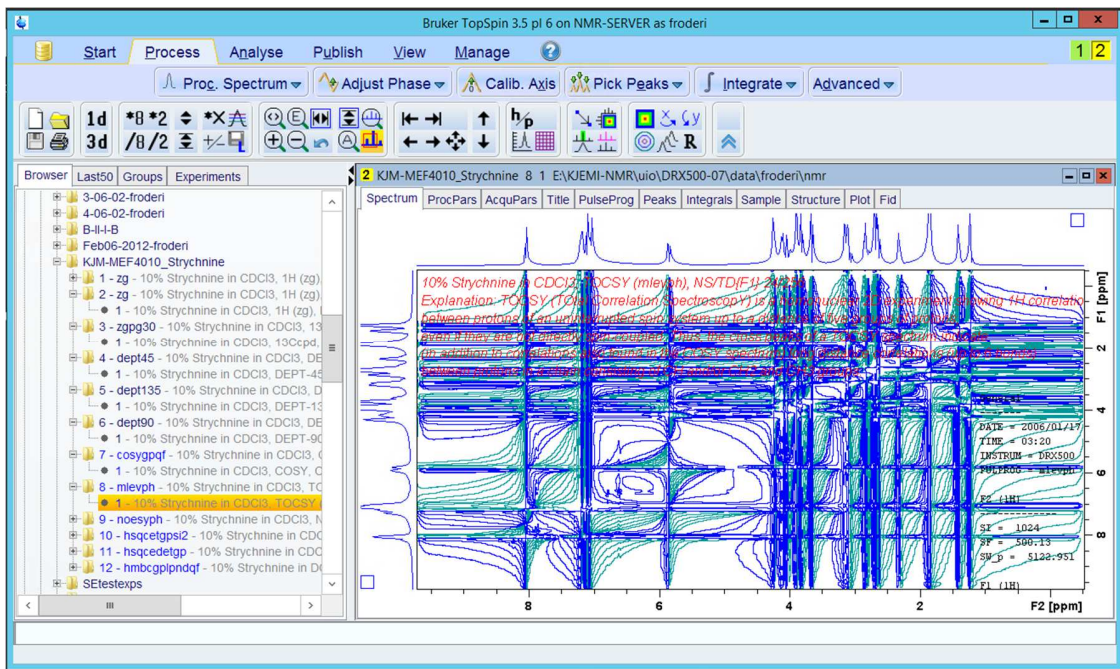 Bruker TopSpin 3.5 pl 6 on NMR-SERVER as froderi
Start Process Analyse Publish View Manage ? 1 2
Proc. Spectrum Adjust Phase Calib. Axis Pick Peaks Integrate Advanced
1d *8 *2
3d /8 /2
h/p
R
Browser Last50 Groups Experiments
3-06-02-froderi
4-06-02-froderi
B-II-I-B
Feb06-2012-froderi
KJM-MEF4010_Strychnine
1 - zg - 10% Strychnine in CDCl3, 1H (zg),
2 - zg - 10% Strychnine in CDCl3, 1H (zg),
1 - 10% Strychnine in CDCl3, 1H (zg),
3 - zgpg30 - 10% Strychnine in CDCl3, 13
1 - 10% Strychnine in CDCl3, 13Ccpd,
4 - dept45 - 10% Strychnine in CDCl3, DE
1 - 10% Strychnine in CDCl3, DEPT-45
5 - dept135 - 10% Strychnine in CDCl3, D
1 - 10% Strychnine in CDCl3, DEPT-13
6 - dept90 - 10% Strychnine in CDCl3, DE
1 - 10% Strychnine in CDCl3, DEPT-90
7 - cosygpqf - 10% Strychnine in CDCl3, C
1 - 10% Strychnine in CDCl3, COSY, C
8 - mlevph - 10% Strychnine in CDCl3, TO
1 - 10% Strychnine in CDCl3, TOCSY (
9 - noesyph - 10% Strychnine in CDCl3, N
10 - hsqcetgpsi2 - 10% Strychnine in CDC
11 - hsqcedetgp - 10% Strychnine in CDC
12 - hmbcgplpndqf - 10% Strychnine in DC
SEtestexps
2 KJM-MEF4010_Strychnine 8 1 E:\KJEMI-NMR\uio\DRX500-07\data\froderi\nmr
Spectrum ProcPars AcquPars Title PulseProg Peaks Integrals Sample Structure Plot Fid
10% Strychnine in CDCl3, TOCSY (mlevph), NS/TD{F1}
Explanation: TOCSY (TOtal Correlation SpectroscopY) is a homonuclear 2D experiment showing 1H correlatio
DATE = 2006/01/17
TIME = 03:20
INSTRUM = DRX500
PULPROG = mlevph
F2 (1H)
SI = 1024
SF = 500.13
SW_p = 5122.951
F1 (1H)
F1 [ppm]
2
4
6
8
8 6 4 2 F2 [ppm]